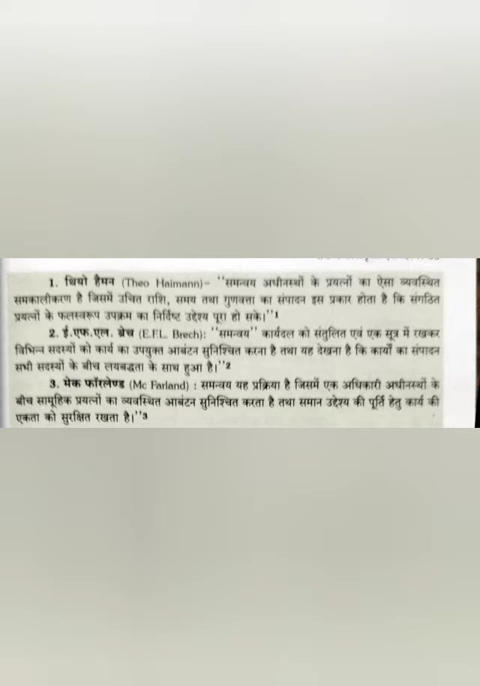 1. थियो हैमन (Theo Haimann)– ''समन्वय अधीनस्थों के प्रयत्नों का ऐसा व्यवस्थित
समकालीकरण है जिसमें उचित राशि, समय तथा गुणवत्ता का संपादन इस प्रकार होता है कि संगठित
प्रयत्नों के फलस्वरूप उपक्रम का निर्दिष्ट उद्देश्य पूरा हो सके।''1
2. ई.एफ.एल. ब्रेच (E.F.L. Brech): ''समन्वय'' कार्यदल को संतुलित एवं एक सूत्र में रखकर
विभिन्न सदस्यों को कार्य का उपयुक्त आबंटन सुनिश्चित करना है तथा यह देखना है कि कार्यों का संपादन
सभी सदस्यों के बीच लयबद्धता के साथ हुआ है।''2
3. मेक फॉरलेण्ड (Mc Farland) : समन्वय यह प्रक्रिया है जिसमें एक अधिकारी अधीनस्थों के
बीच सामूहिक प्रयत्नों का व्यवस्थित आबंटन सुनिश्चित करता है तथा समान उद्देश्य की पूर्ति हेतु कार्य की
एकता को सुरक्षित रखता है।''3